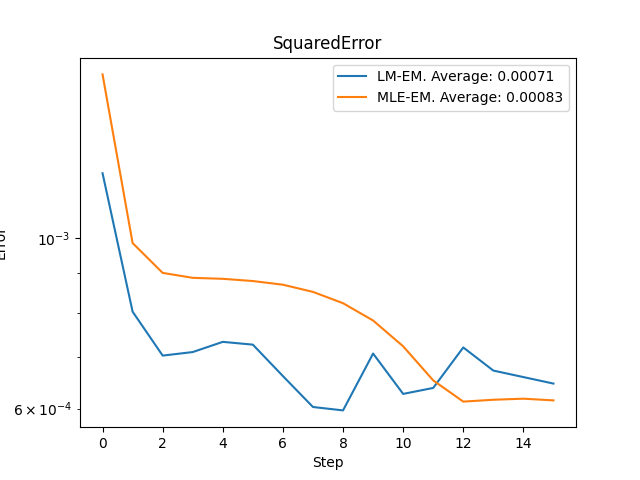 SquaredError
LM-EM. Average: 0.00071
MLE-EM. Average: 0.00083
Error
10⁻³
6 × 10⁻⁴
0 2 4 6 8 10 12 14
Step